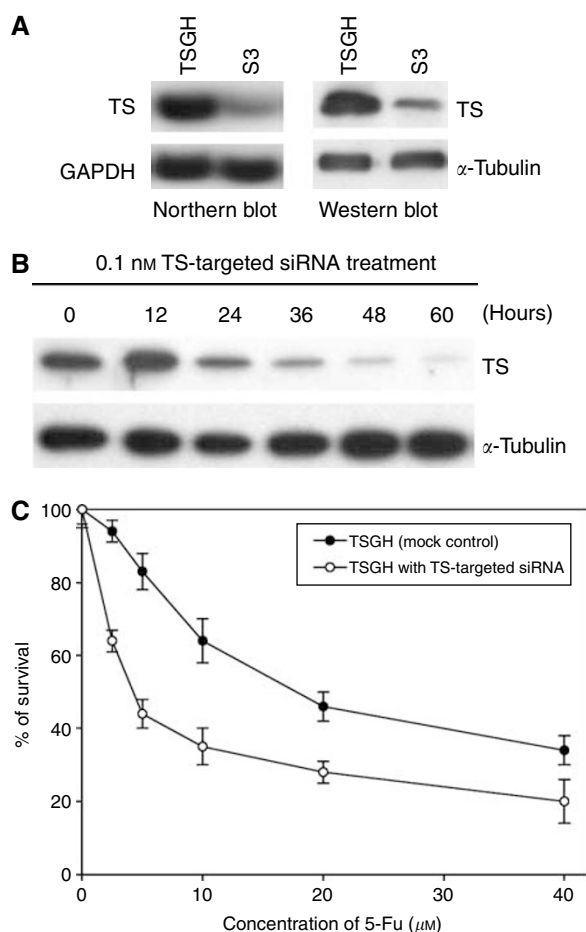 A
TSGH S3 TSGH S3
TS TS
GAPDH α-Tubulin
Northern blot Western blot
B
0.1 nM TS-targeted siRNA treatment
0 12 24 36 48 60 (Hours)
TS
α-Tubulin
C
100
80
60
40
20
0
% of survival
TSGH (mock control)
TSGH with TS-targeted siRNA
0 10 20 30 40
Concentration of 5-Fu (μM)